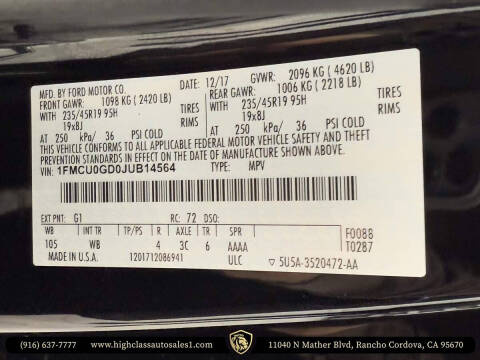 MFD. BY FORD MOTOR CO.
DATE: 12/17 GVWR: 2096 KG ( 4620 LB)
FRONT GAWR: 1098 KG ( 2420 LB) REAR GAWR: 1006 KG ( 2218 LB)
WITH 235/45R19 95H TIRES WITH 235/45R19 95H TIRES
19x8J RIMS 19x8J RIMS
AT 250 kPa/ 36 PSI COLD AT 250 kPa/ 36 PSI COLD
THIS VEHICLE CONFORMS TO ALL APPLICABLE FEDERAL MOTOR VEHICLE SAFETY, BUMPER, AND THEFT PREVENTION STANDARDS IN EFFECT ON THE DATE OF MANUFACTURE SHOWN ABOVE.
VIN: 1FMCU0GD0JUB14564 TYPE: MPV
EXT PNT: G1 RC: 72 DSO: F0088
WB INT TR TP/PS R AXLE TR SPR T0287
105 WB 4 3C 6 AAAA
MADE IN U.S.A. 1201712086941 ULC 5U5A-3520472-AA
(916) 637-7777 www.highclassautosales1.com 11040 N Mather Blvd, Rancho Cordova, CA 95670